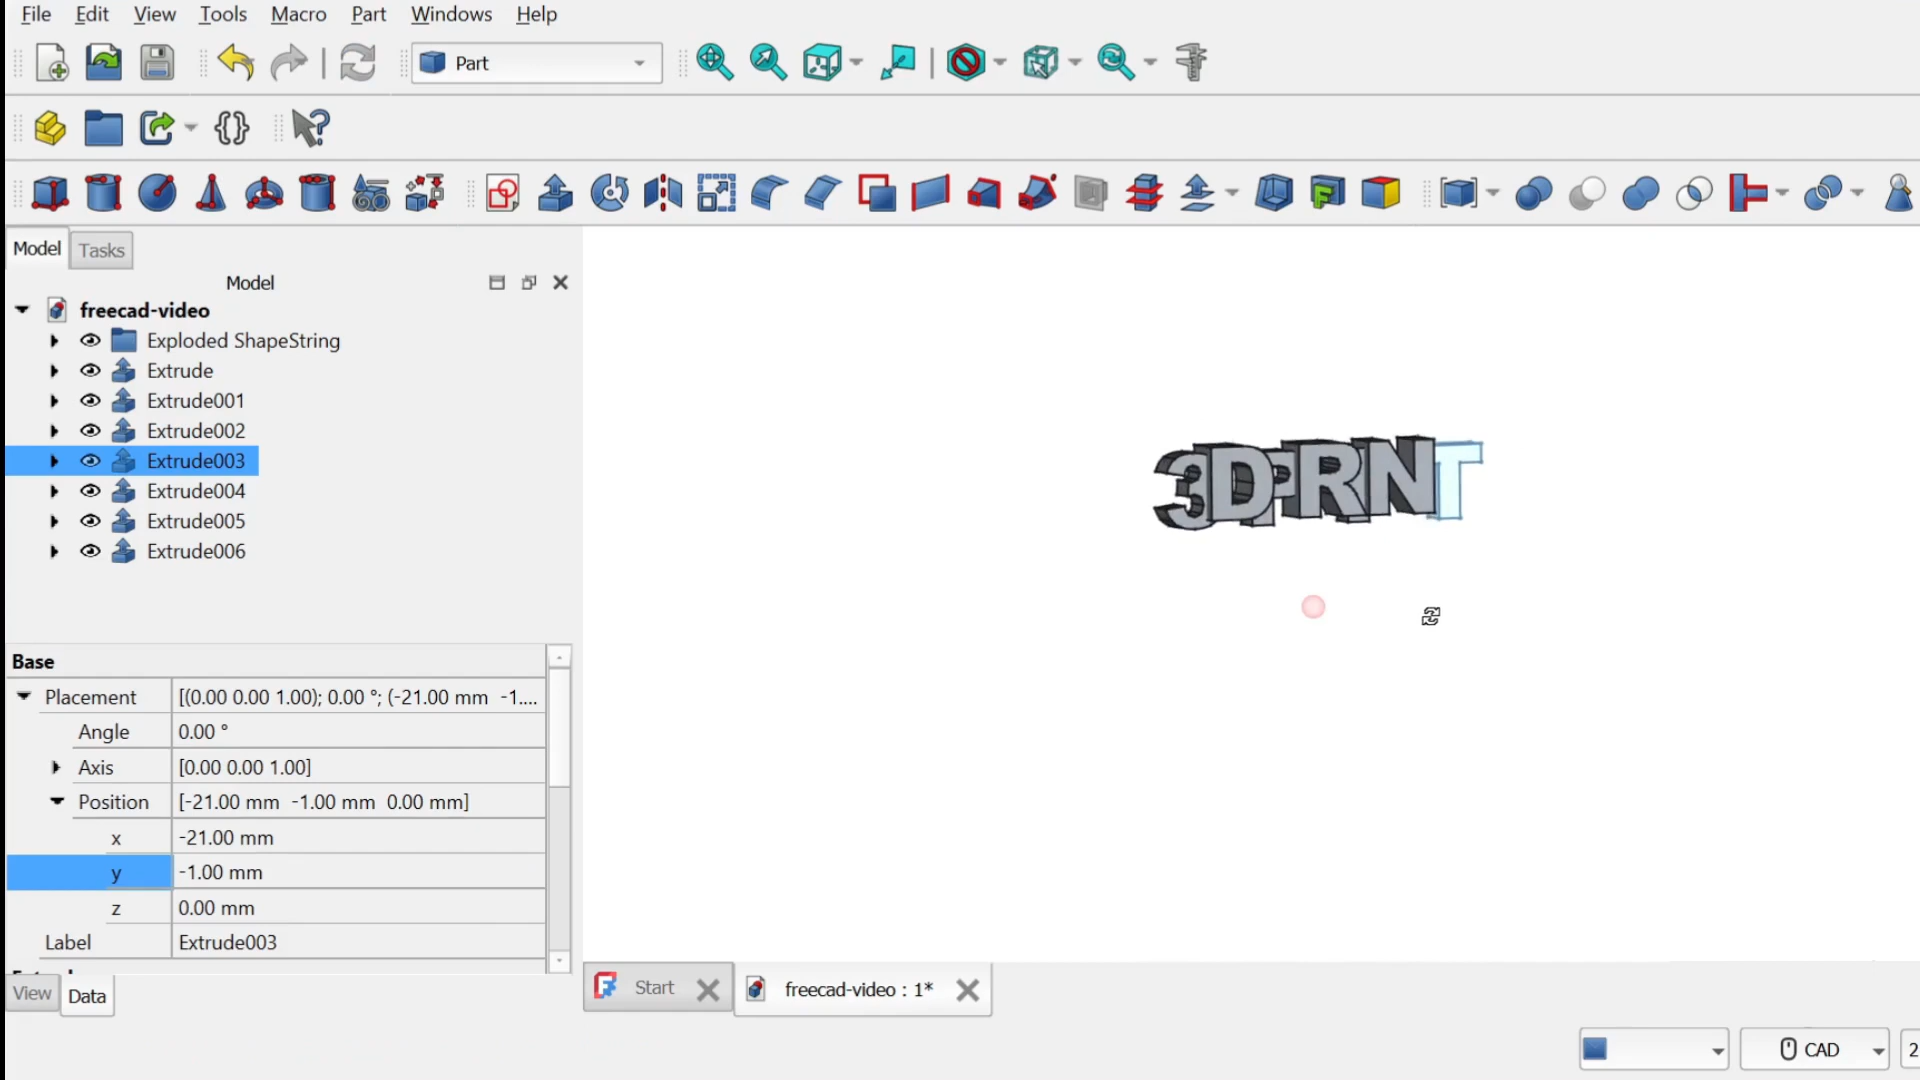 File Edit View Tools Macro Part Windows Help
Part
Model Tasks
Model
freecad-video
Exploded ShapeString
Extrude
Extrude001
Extrude002
Extrude003
Extrude004
Extrude005
Extrude006
3DPRNT
Base
Placement [(0.00 0.00 1.00); 0.00 °; (-21.00 mm -1....
Angle 0.00 °
Axis [0.00 0.00 1.00]
Position [-21.00 mm -1.00 mm 0.00 mm]
x -21.00 mm
y -1.00 mm
z 0.00 mm
Label Extrude003
View Data
Start freecad-video : 1*
CAD 2